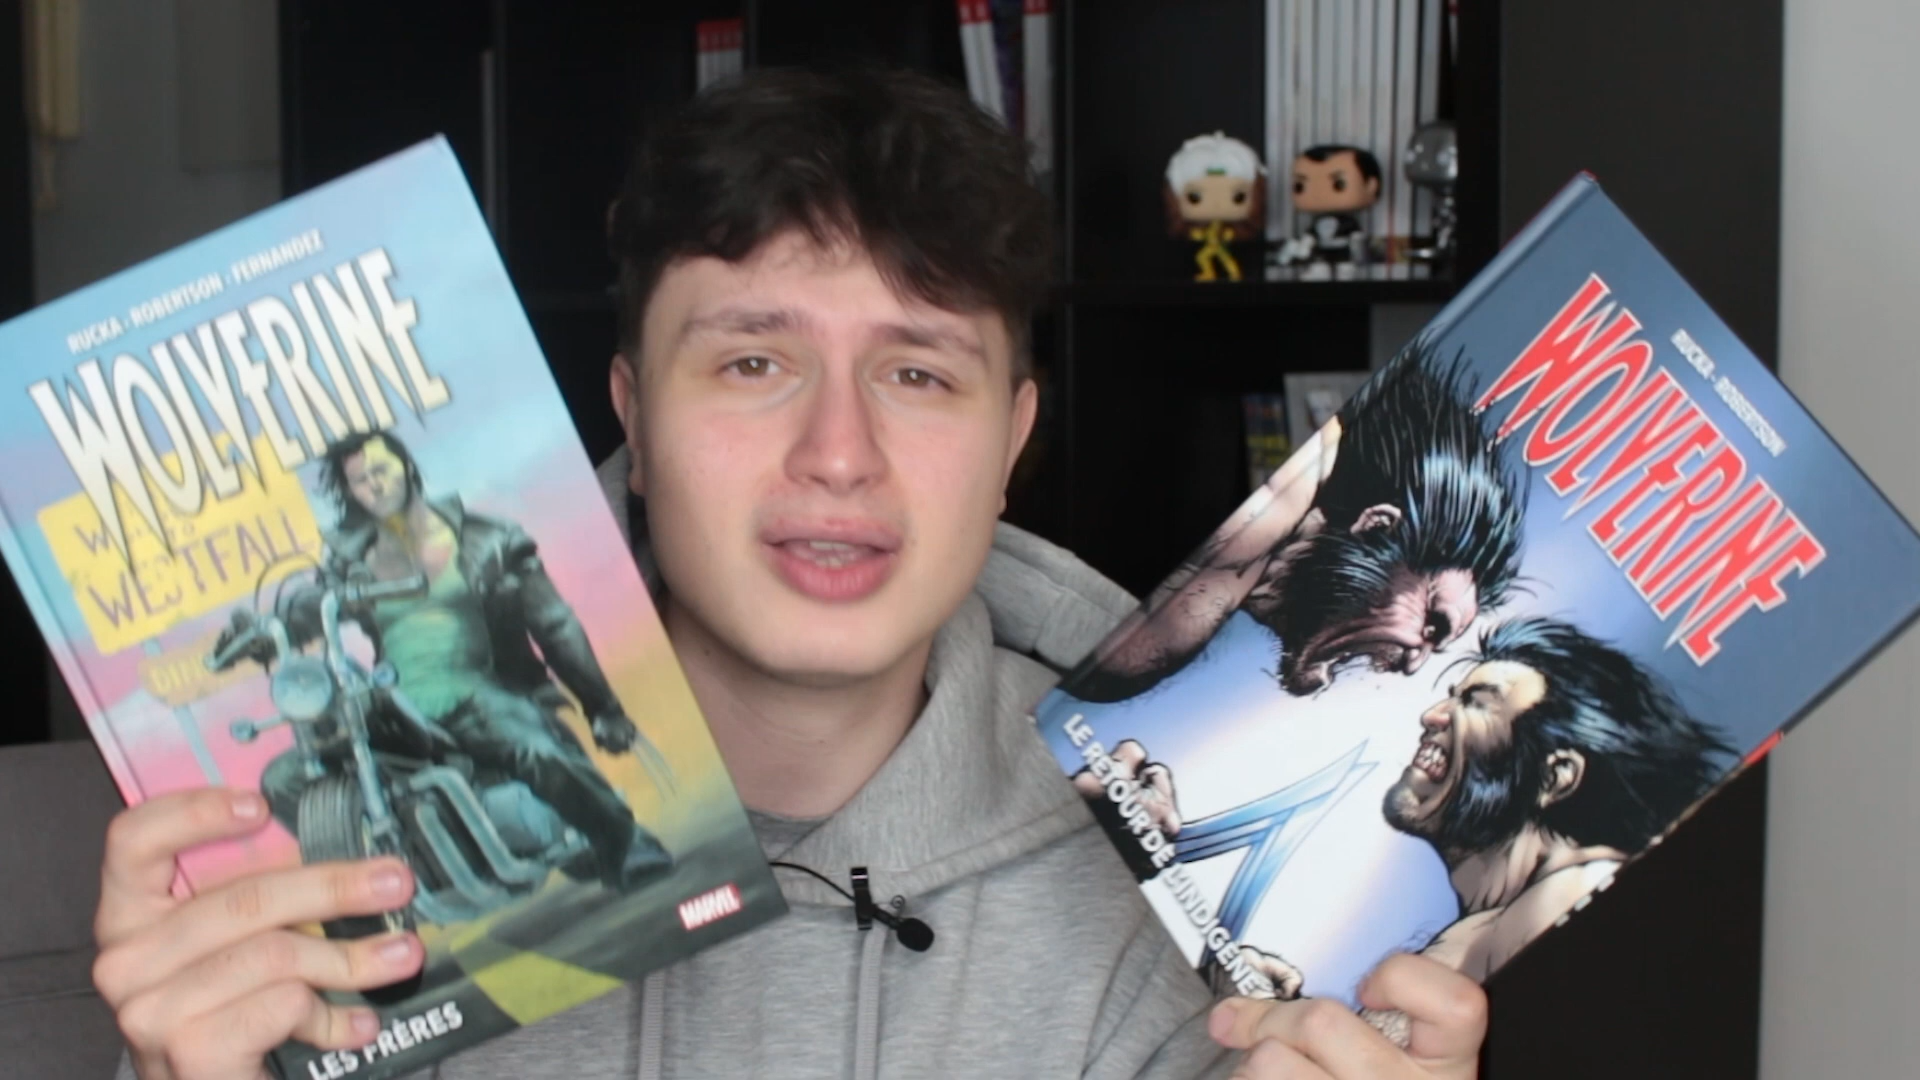 RUCKA · ROBERTSON · FERNANDEZ
WOLVERINE
WESTFALL
MARVEL
LES FRÈRES
RUCKA · ROBERTSON
WOLVERINE
LE RETOUR DE L'INDIGÈNE